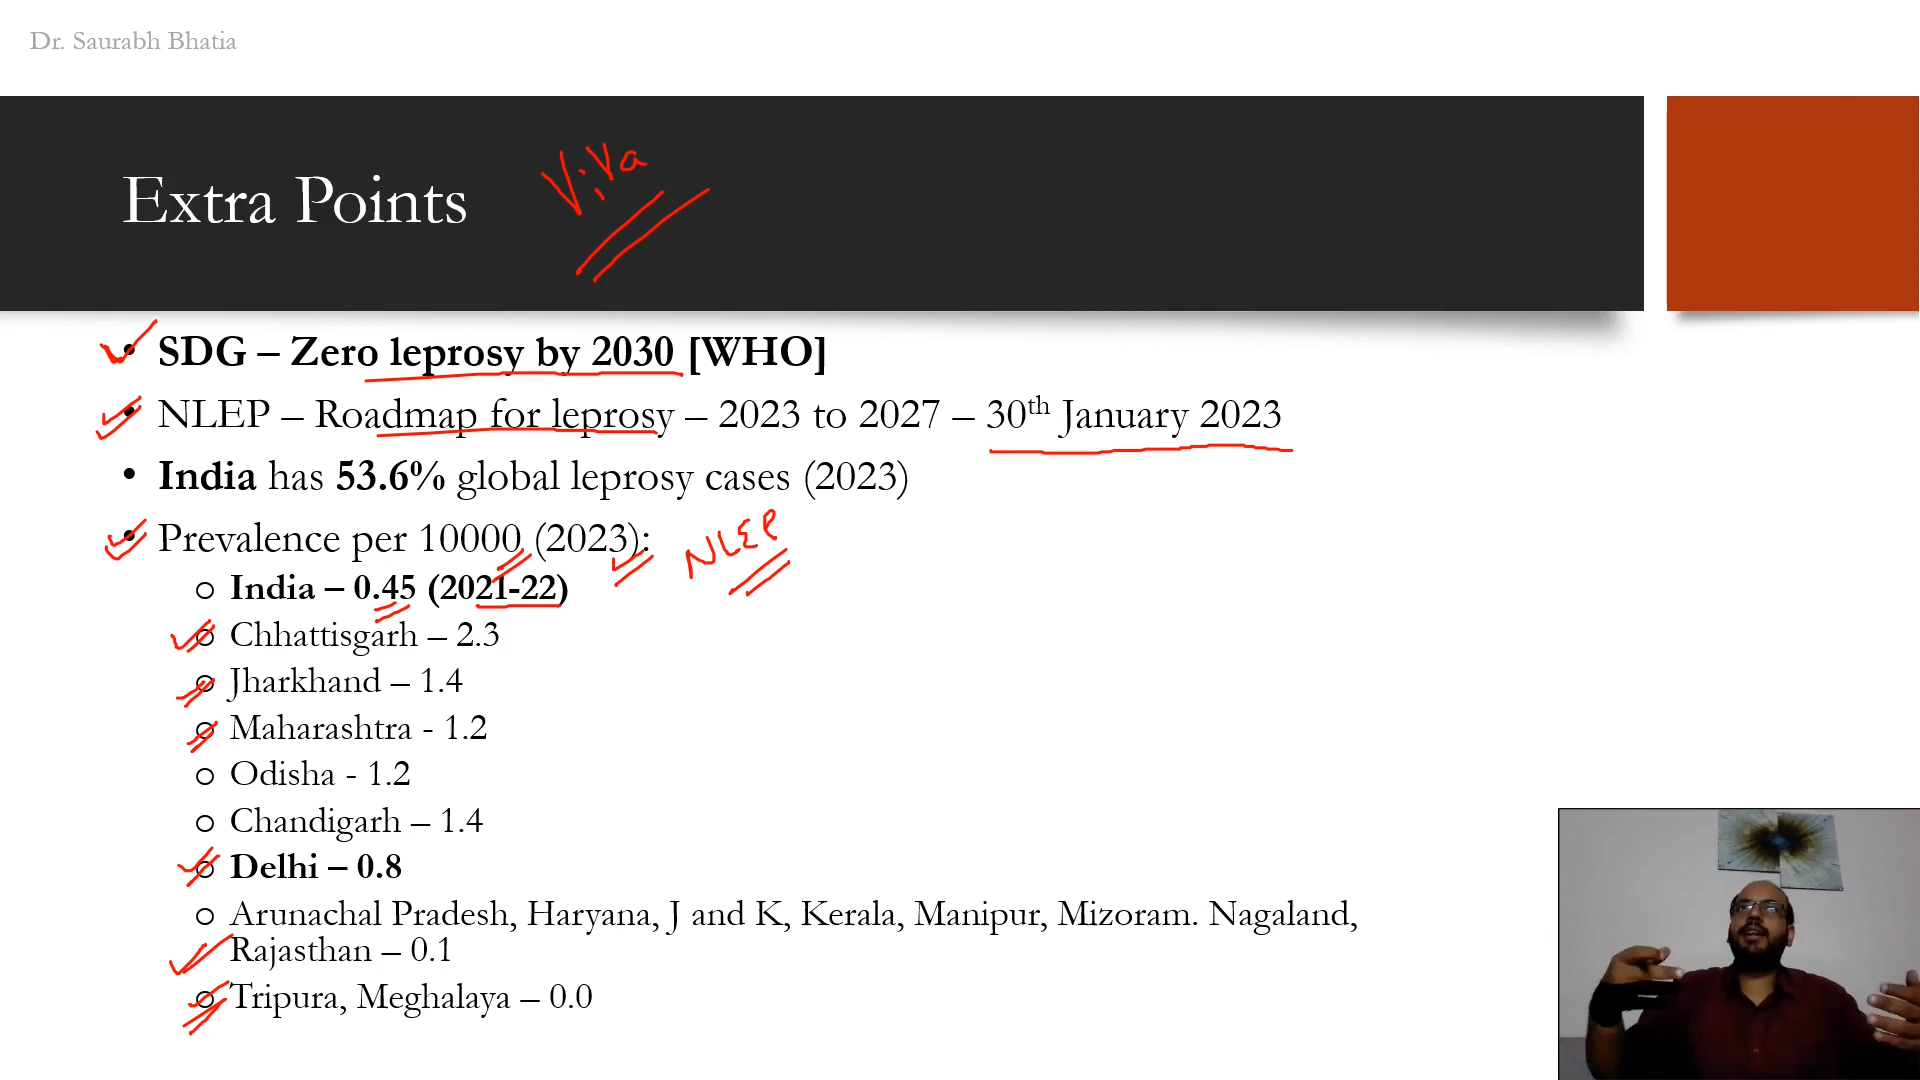 Dr. Saurabh Bhatia
Extra Points
Viva
• SDG – Zero leprosy by 2030 [WHO]
• NLEP – Roadmap for leprosy – 2023 to 2027 – 30th January 2023
• India has 53.6% global leprosy cases (2023)
• Prevalence per 10000 (2023):
NLEP
o India – 0.45 (2021-22)
o Chhattisgarh – 2.3
o Jharkhand – 1.4
o Maharashtra - 1.2
o Odisha - 1.2
o Chandigarh – 1.4
o Delhi – 0.8
o Arunachal Pradesh, Haryana, J and K, Kerala, Manipur, Mizoram. Nagaland,
Rajasthan – 0.1
o Tripura, Meghalaya – 0.0